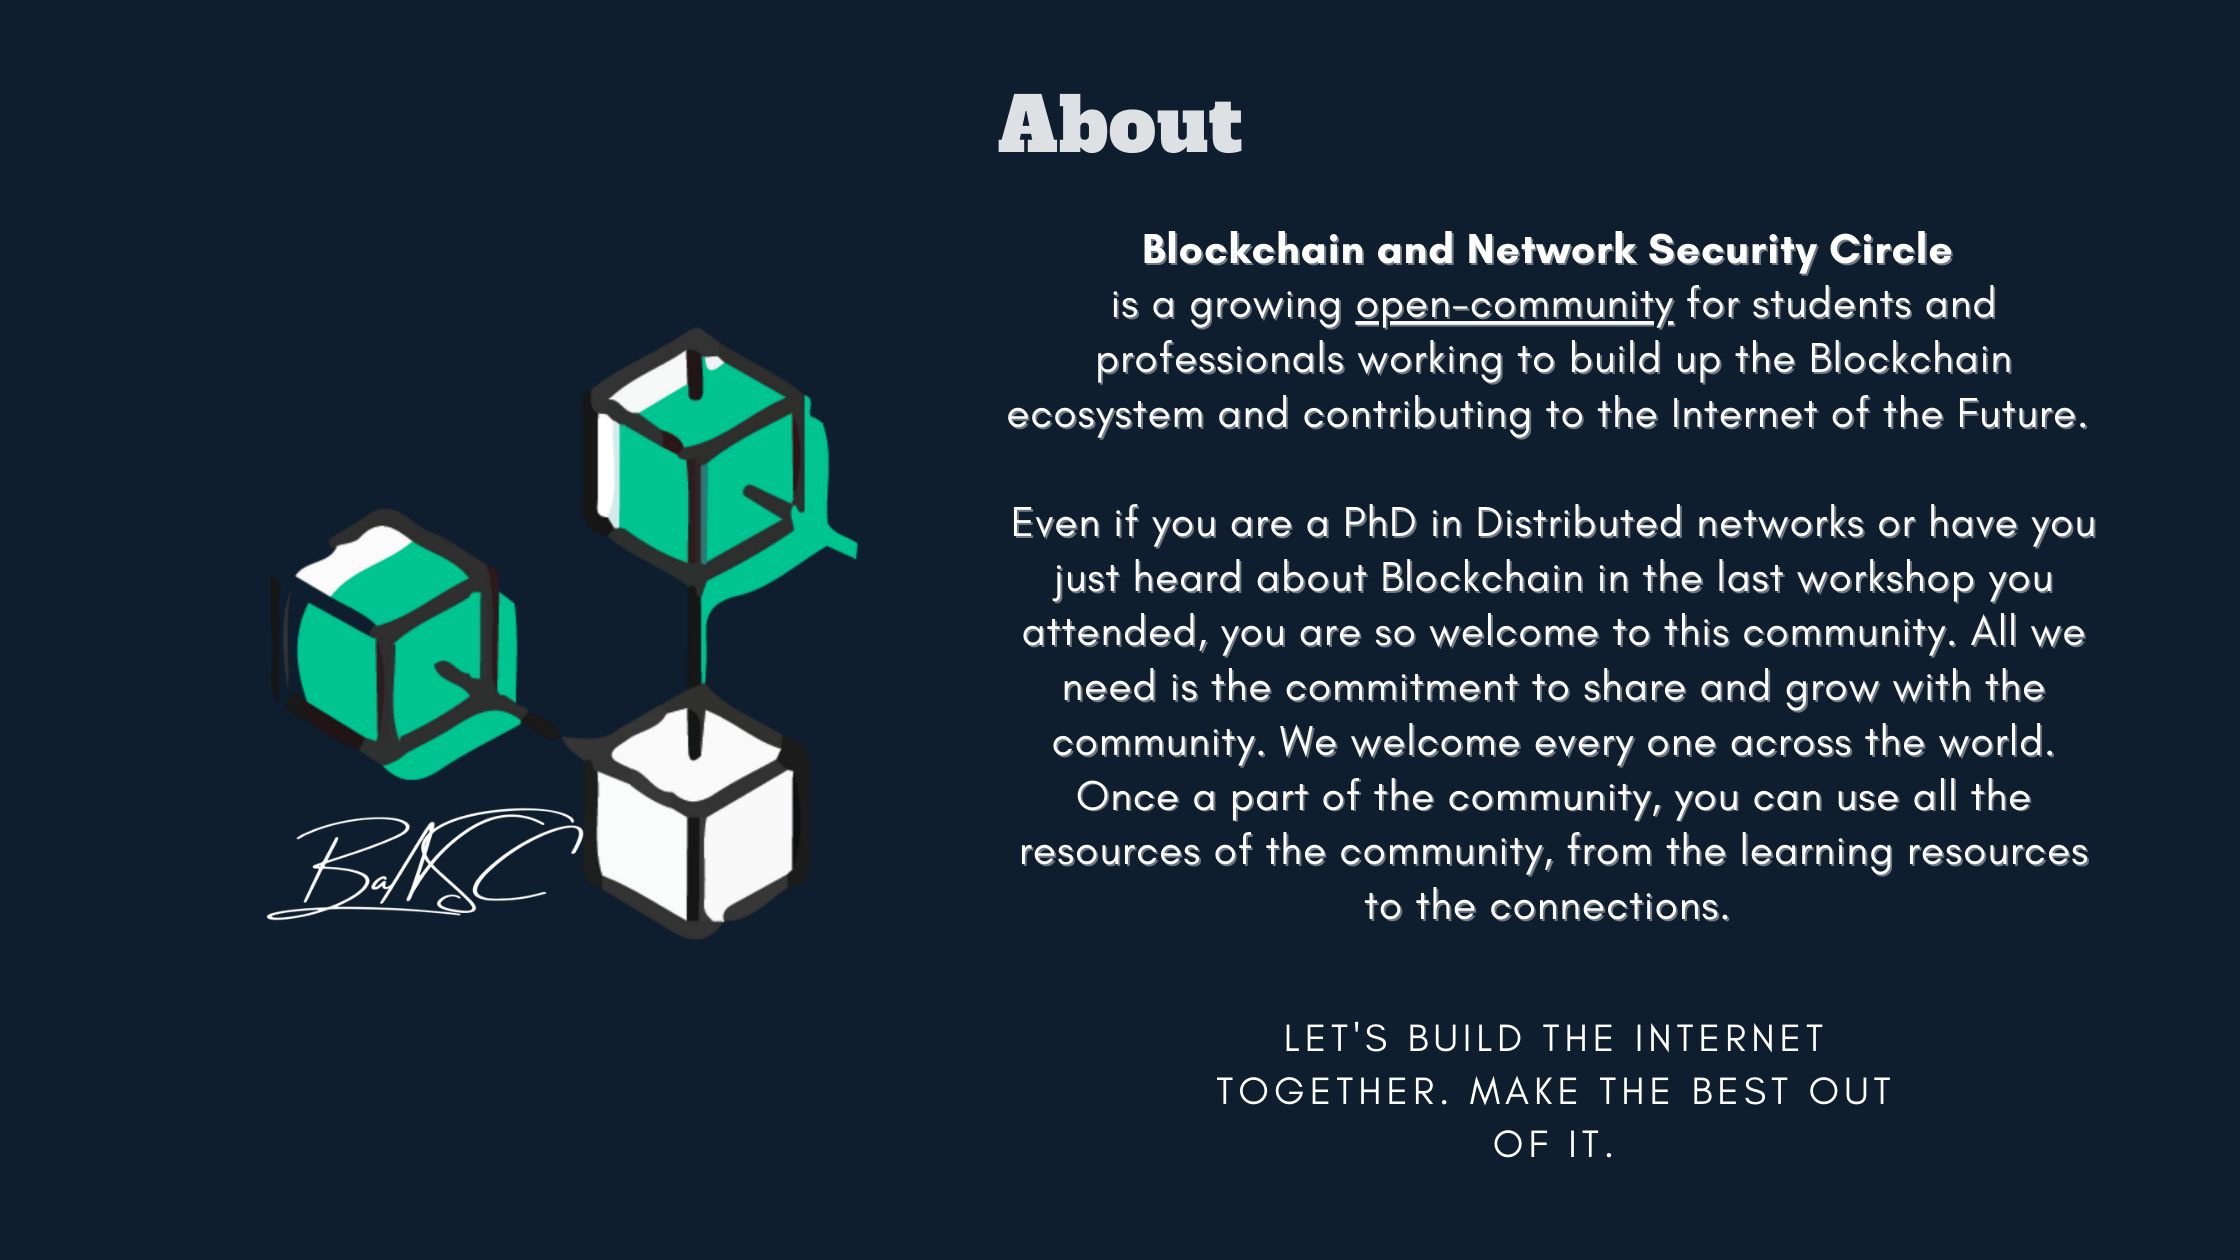 About
Blockchain and Network Security Circle
is a growing open-community for students and
professionals working to build up the Blockchain
ecosystem and contributing to the Internet of the Future.
Even if you are a PhD in Distributed networks or have you
just heard about Blockchain in the last workshop you
attended, you are so welcome to this community. All we
need is the commitment to share and grow with the
community. We welcome every one across the world.
Once a part of the community, you can use all the
resources of the community, from the learning resources
to the connections.
BaNSC
LET'S BUILD THE INTERNET
TOGETHER. MAKE THE BEST OUT
OF IT.